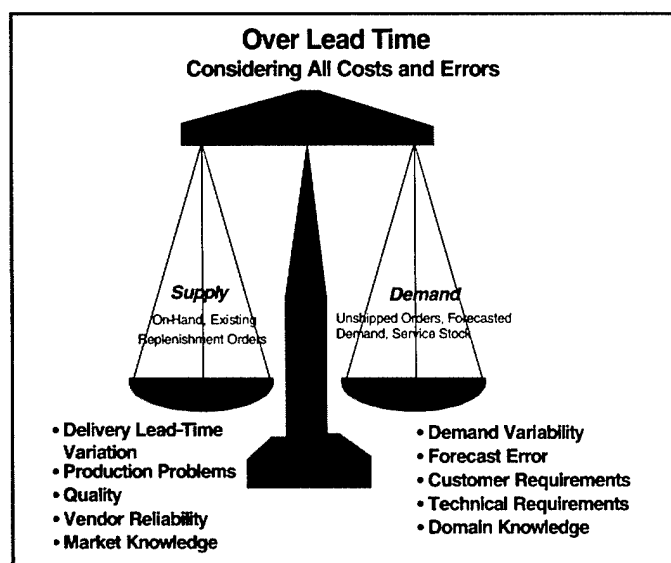 Over Lead Time
Considering All Costs and Errors
Supply
On-Hand, Existing
Replenishment Orders
Demand
Unshipped Orders, Forecasted
Demand, Service Stock
• Delivery Lead-Time
Variation
• Production Problems
• Quality
• Vendor Reliability
• Market Knowledge
• Demand Variability
• Forecast Error
• Customer Requirements
• Technical Requirements
• Domain Knowledge